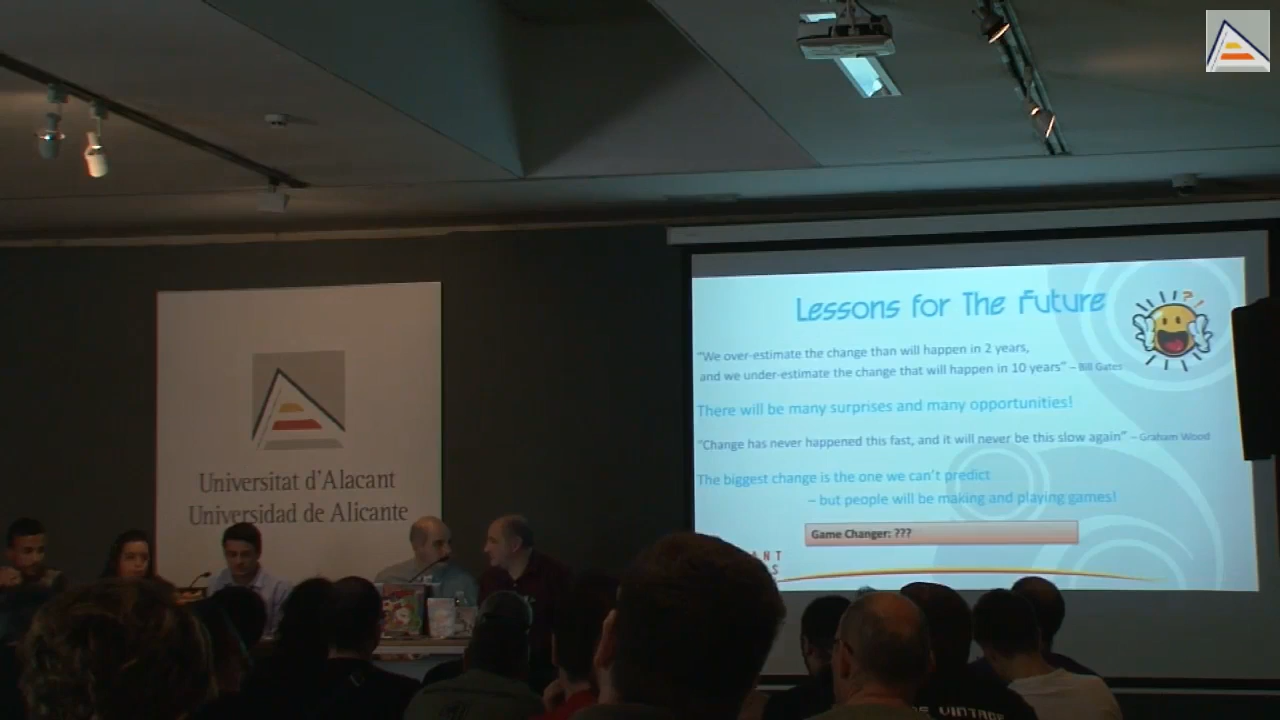 Universitat d'Alacant
Universidad de Alicante
Lessons for The Future
"We over-estimate the change than will happen in 2 years,
and we under-estimate the change that will happen in 10 years" – Bill Gates
There will be many surprises and many opportunities!
"Change has never happened this fast, and it will never be this slow again" – Graham Wood
The biggest change is the one we can't predict
– but people will be making and playing games!
Game Changer: ???
VINTAGE